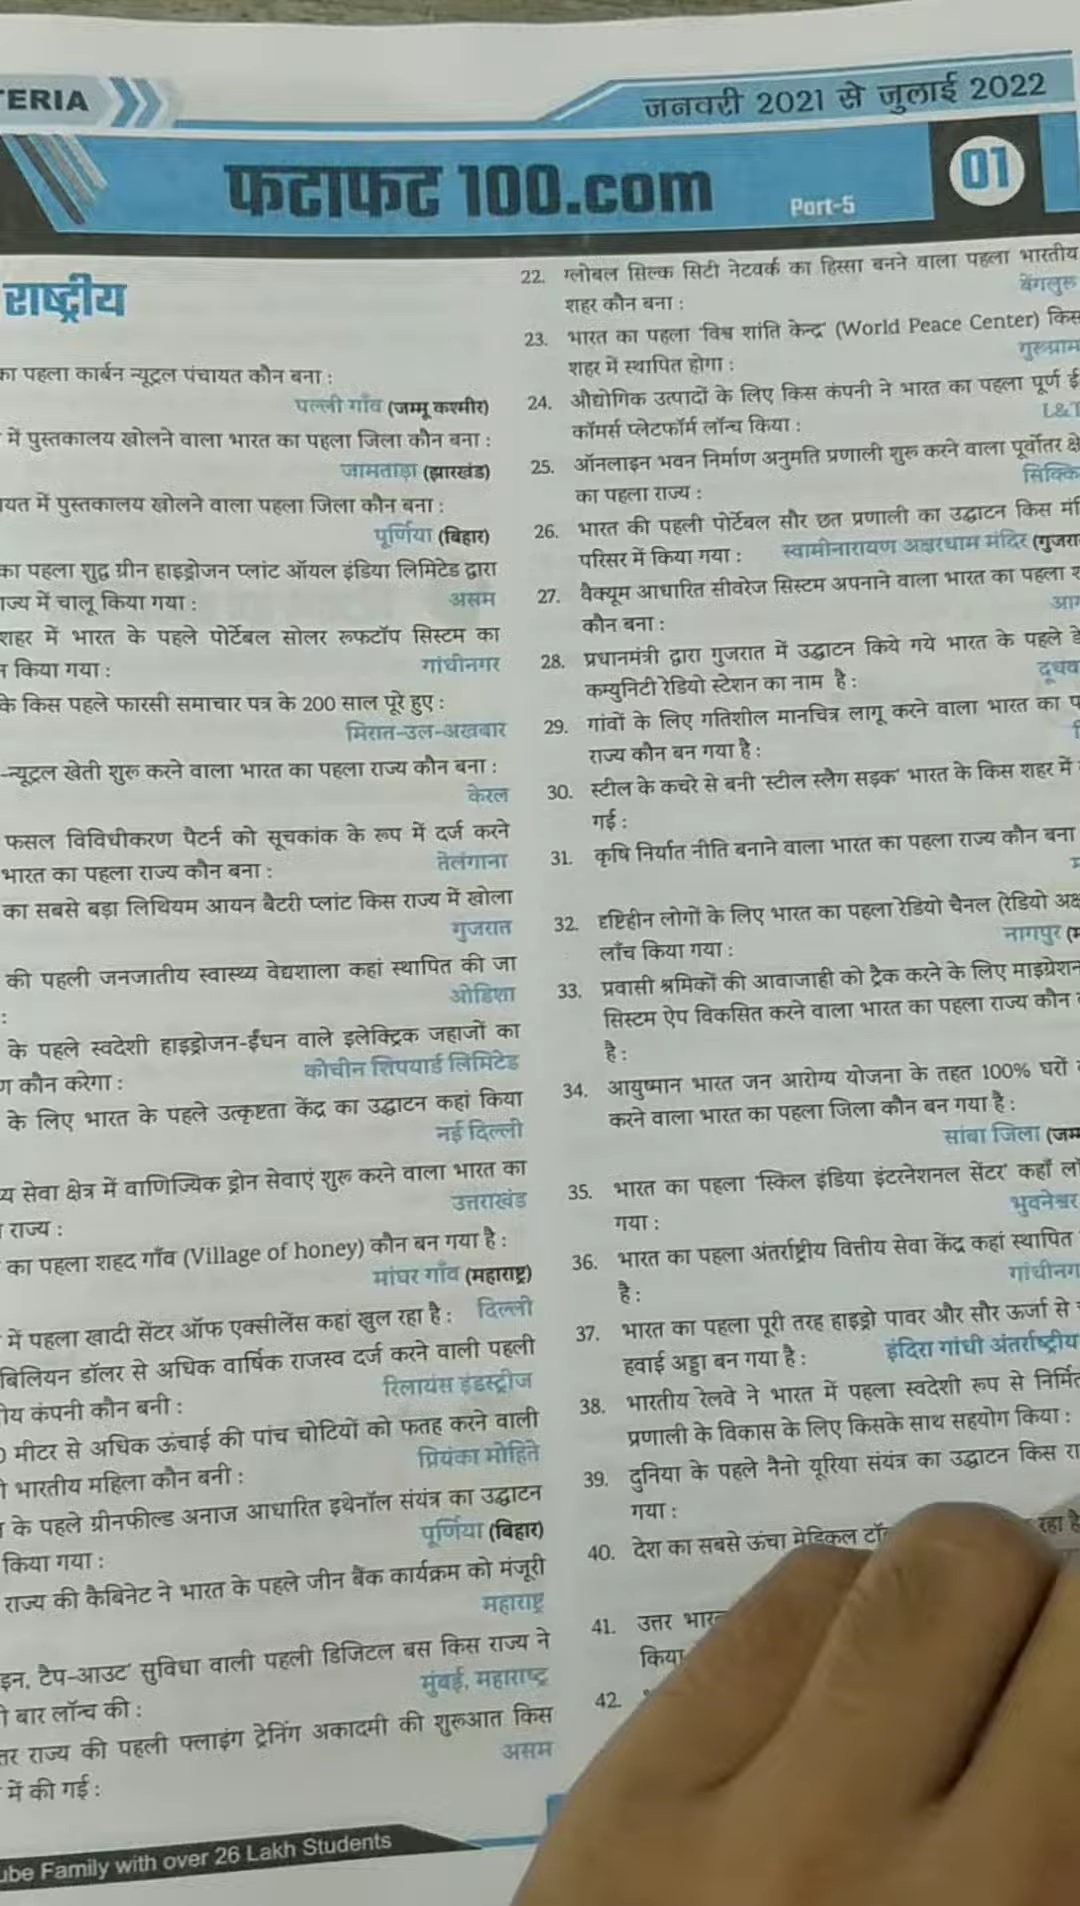 TERIA
जनवरी 2021 से जुलाई 2022
फटाफट 100.com
Part-5
01
राष्ट्रीय
का पहला कार्बन न्यूट्रल पंचायत कौन बना :
पल्ली गाँव (जम्मू कश्मीर)
में पुस्तकालय खोलने वाला भारत का पहला जिला कौन बना :
जामताड़ा (झारखंड)
यत में पुस्तकालय खोलने वाला पहला जिला कौन बना :
पूर्णिया (बिहार)
का पहला शुद्ध ग्रीन हाइड्रोजन प्लांट ऑयल इंडिया लिमिटेड द्वारा
ाज्य में चालू किया गया : असम
शहर में भारत के पहले पोर्टेबल सोलर रूफटॉप सिस्टम का
न किया गया : गांधीनगर
के किस पहले फारसी समाचार पत्र के 200 साल पूरे हुए :
मिरात-उल-अखबार
-न्यूट्रल खेती शुरू करने वाला भारत का पहला राज्य कौन बना :
केरल
फसल विविधीकरण पैटर्न को सूचकांक के रूप में दर्ज करने
भारत का पहला राज्य कौन बना : तेलंगाना
का सबसे बड़ा लिथियम आयन बैटरी प्लांट किस राज्य में खोला
गुजरात
की पहली जनजातीय स्वास्थ्य वेधशाला कहां स्थापित की जा
: ओडिशा
के पहले स्वदेशी हाइड्रोजन-ईंधन वाले इलेक्ट्रिक जहाजों का
ण कौन करेगा : कोचीन शिपयार्ड लिमिटेड
के लिए भारत के पहले उत्कृष्टता केंद्र का उद्घाटन कहां किया
नई दिल्ली
य सेवा क्षेत्र में वाणिज्यिक ड्रोन सेवाएं शुरू करने वाला भारत का
राज्य : उत्तराखंड
का पहला शहद गाँव (Village of honey) कौन बन गया है :
मांघर गाँव (महाराष्ट्र)
में पहला खादी सेंटर ऑफ एक्सीलेंस कहां खुल रहा है : दिल्ली
बिलियन डॉलर से अधिक वार्षिक राजस्व दर्ज करने वाली पहली
ीय कंपनी कौन बनी : रिलायंस इंडस्ट्रीज
0 मीटर से अधिक ऊंचाई की पांच चोटियों को फतह करने वाली
ी भारतीय महिला कौन बनी : प्रियंका मोहिते
के पहले ग्रीनफील्ड अनाज आधारित इथेनॉल संयंत्र का उद्घाटन
किया गया : पूर्णिया (बिहार)
राज्य की कैबिनेट ने भारत के पहले जीन बैंक कार्यक्रम को मंजूरी
महाराष्ट्र
इन, टैप-आउट' सुविधा वाली पहली डिजिटल बस किस राज्य ने
ी बार लॉन्च की : मुंबई, महाराष्ट्र
तर राज्य की पहली फ्लाइंग ट्रेनिंग अकादमी की शुरूआत किस
में की गई : असम
ube Family with over 26 Lakh Students
22. ग्लोबल सिल्क सिटी नेटवर्क का हिस्सा बनने वाला पहला भारतीय
शहर कौन बना : बेंगलुरु
23. भारत का पहला 'विश्व शांति केन्द्र' (World Peace Center) किस
शहर में स्थापित होगा : गुरुग्राम
24. औद्योगिक उत्पादों के लिए किस कंपनी ने भारत का पहला पूर्ण ई
कॉमर्स प्लेटफॉर्म लॉन्च किया : L&T
25. ऑनलाइन भवन निर्माण अनुमति प्रणाली शुरू करने वाला पूर्वोतर क्षे
का पहला राज्य : सिक्कि
26. भारत की पहली पोर्टेबल सौर छत प्रणाली का उद्घाटन किस मं
परिसर में किया गया : स्वामीनारायण अक्षरधाम मंदिर (गुजरा
27. वैक्यूम आधारित सीवरेज सिस्टम अपनाने वाला भारत का पहला श
कौन बना : आग
28. प्रधानमंत्री द्वारा गुजरात में उद्घाटन किये गये भारत के पहले डे
कम्युनिटी रेडियो स्टेशन का नाम है : दूधव
29. गांवों के लिए गतिशील मानचित्र लागू करने वाला भारत का प
राज्य कौन बन गया है :
30. स्टील के कचरे से बनी 'स्टील स्लैग सड़क' भारत के किस शहर में
गई :
31. कृषि निर्यात नीति बनाने वाला भारत का पहला राज्य कौन बना
32. दृष्टिहीन लोगों के लिए भारत का पहला रेडियो चैनल (रेडियो अक्ष
लाँच किया गया : नागपुर (म
33. प्रवासी श्रमिकों की आवाजाही को ट्रैक करने के लिए माइग्रेशन
सिस्टम ऐप विकसित करने वाला भारत का पहला राज्य कौन
है :
34. आयुष्मान भारत जन आरोग्य योजना के तहत 100% घरों
करने वाला भारत का पहला जिला कौन बन गया है :
सांबा जिला (जम्म
35. भारत का पहला 'स्किल इंडिया इंटरनेशनल सेंटर' कहाँ लॉ
गया : भुवनेश्वर
36. भारत का पहला अंतर्राष्ट्रीय वित्तीय सेवा केंद्र कहां स्थापित
है : गांधीनग
37. भारत का पहला पूरी तरह हाइड्रो पावर और सौर ऊर्जा से
हवाई अड्डा बन गया है : इंदिरा गांधी अंतर्राष्ट्रीय
38. भारतीय रेलवे ने भारत में पहला स्वदेशी रूप से निर्मित
प्रणाली के विकास के लिए किसके साथ सहयोग किया :
39. दुनिया के पहले नैनो यूरिया संयंत्र का उद्घाटन किस रा
गया :
40. देश का सबसे ऊंचा मेडिकल टॉ रहा है
41. उत्तर भारत
किया
42.